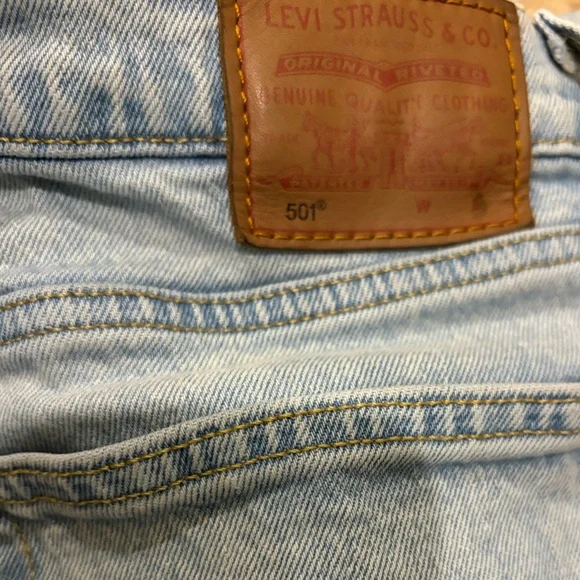 LEVI STRAUSS & CO.
ORIGINAL RIVETED
GENUINE QUALITY CLOTHING
501®
W